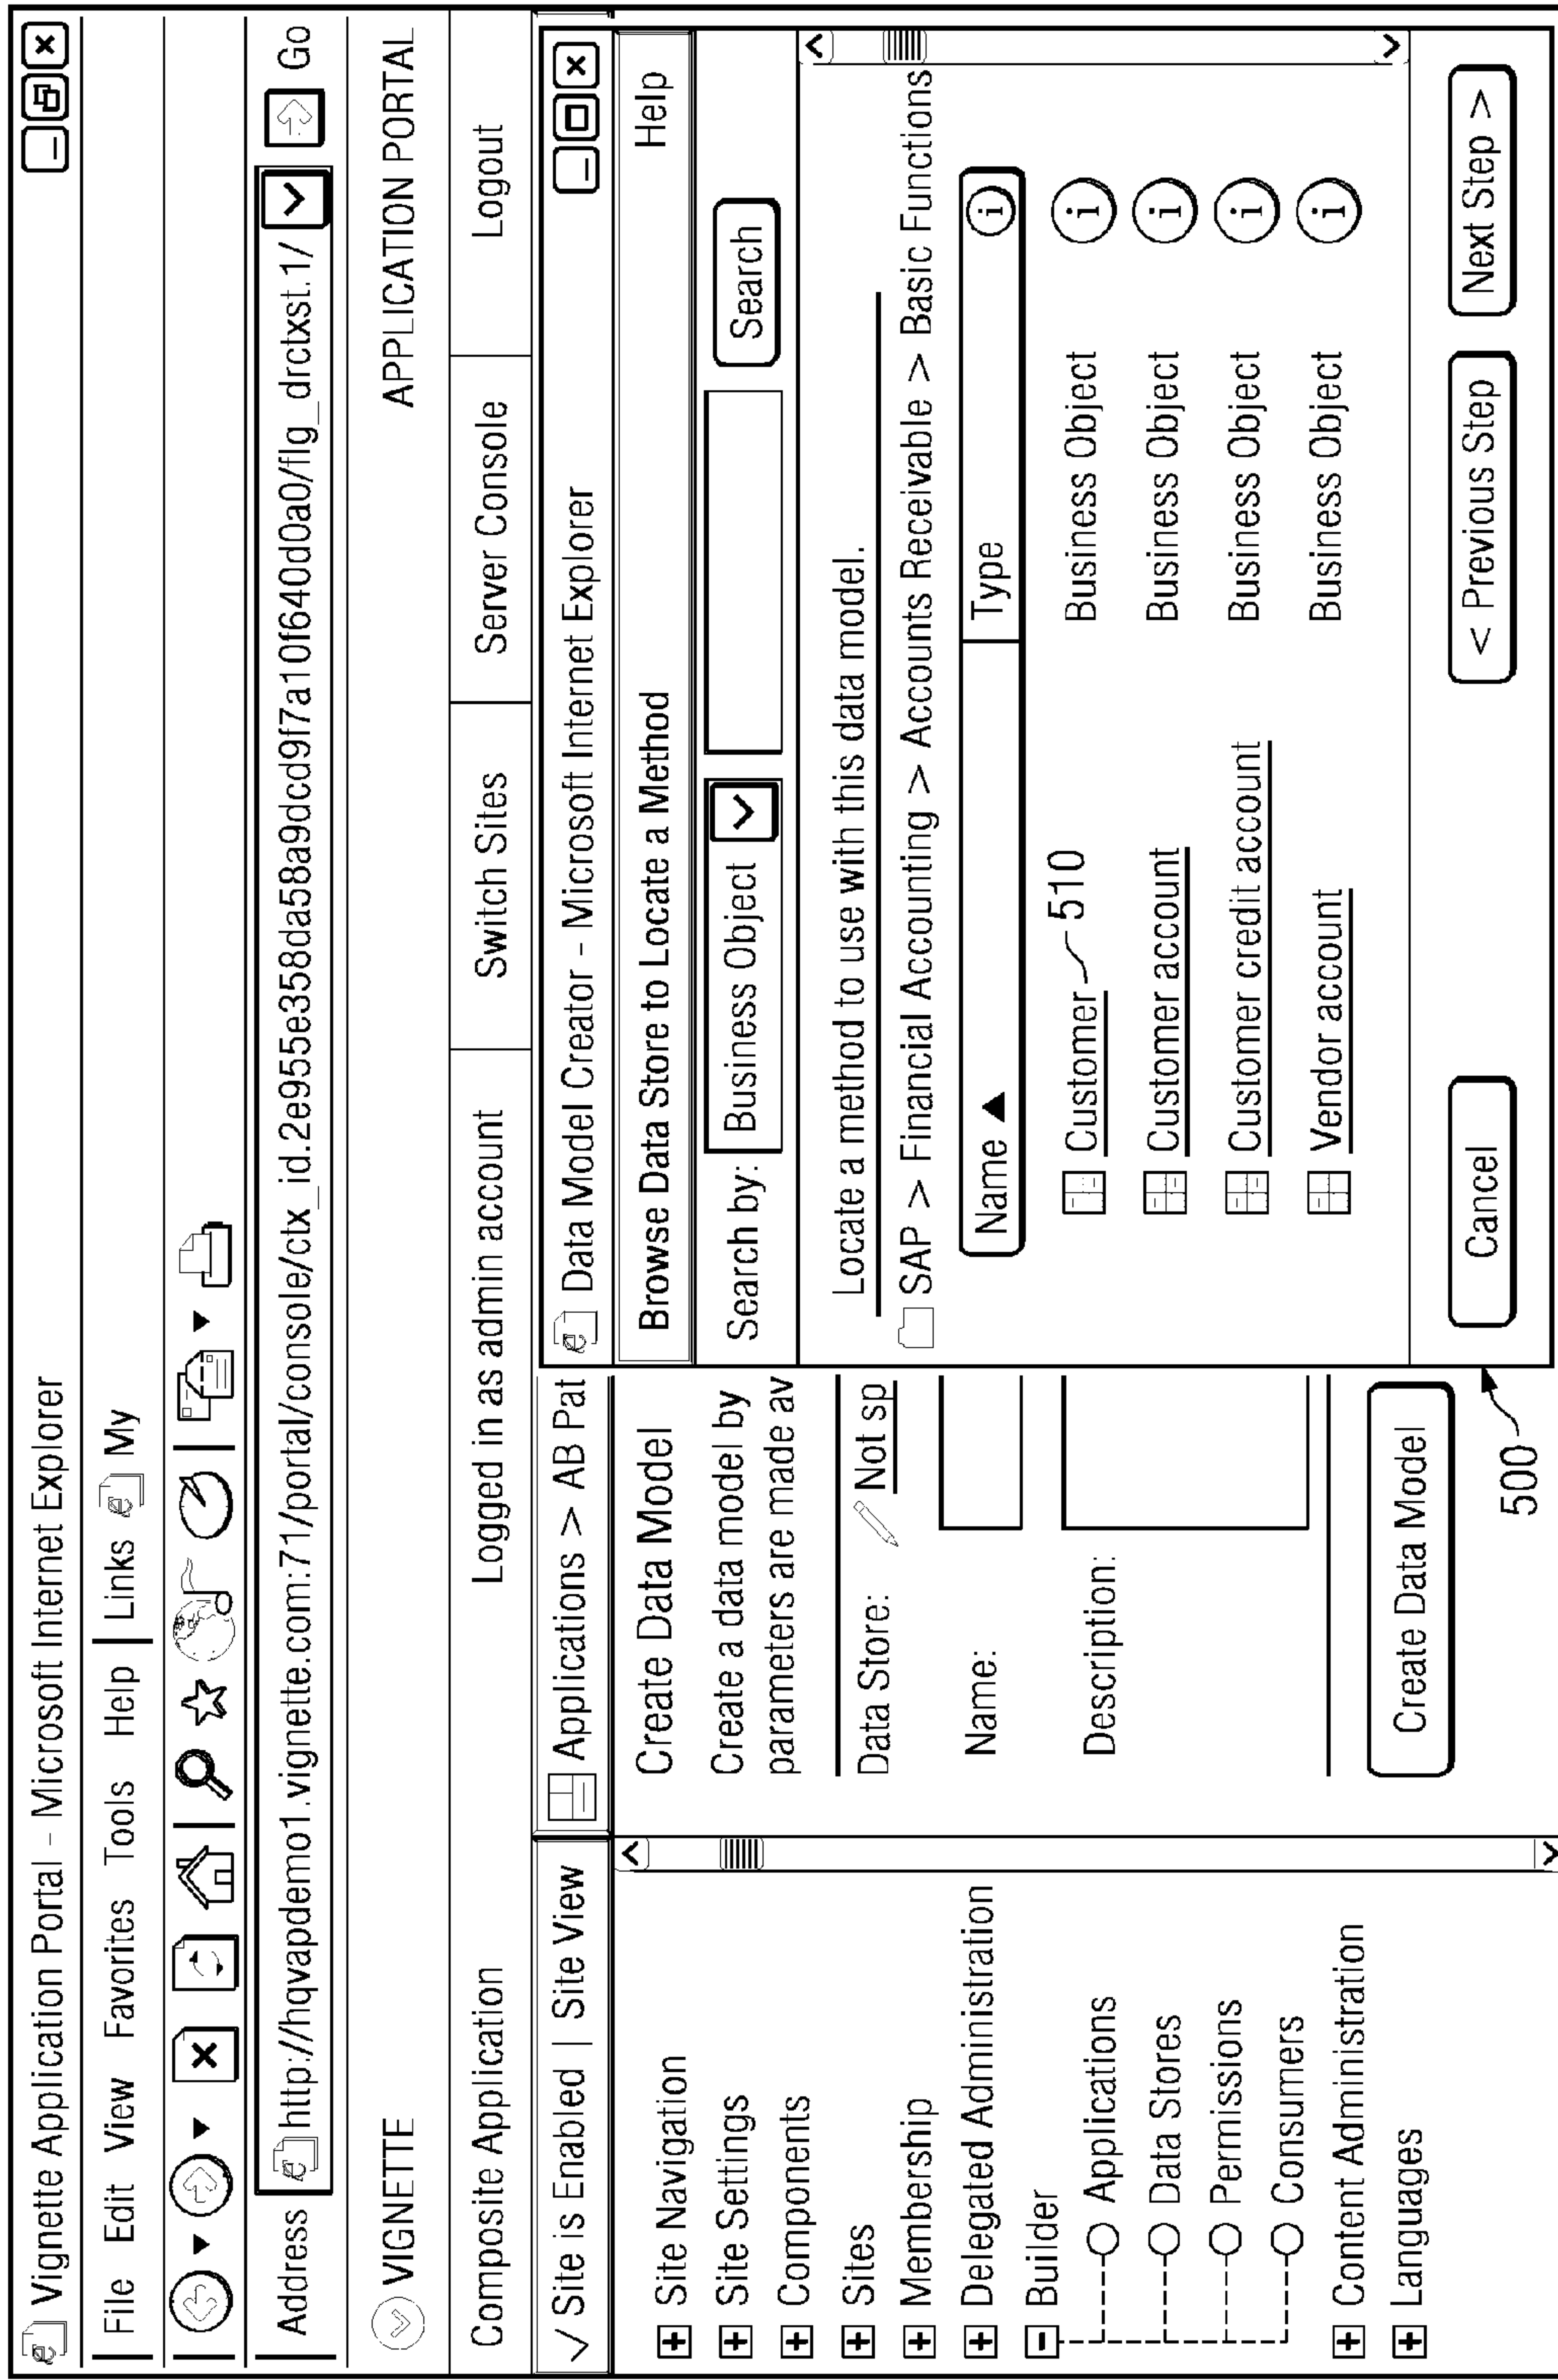 Vignette Application Portal - Microsoft Internet Explorer
File Edit View Favorites Tools Help Links My
Address http://hqvapdemo1.vignette.com:71/portal/console/ctx_id.2e955e358da58a9dcd9f7a10f640d0a0/flg_drctxst.1/ Go
VIGNETTE APPLICATION PORTAL
Composite Application Logged in as admin account Switch Sites Server Console Logout
Site is Enabled | Site View
Site Navigation
Site Settings
Components
Sites
Membership
Delegated Administration
Builder
Applications
Data Stores
Permissions
Consumers
Content Administration
Languages
Applications > AB Pat
Create Data Model
Create a data model by
parameters are made av
Data Store: Not sp
Name:
Description:
Create Data Model
500
Data Model Creator - Microsoft Internet Explorer
Browse Data Store to Locate a Method Help
Search by: Business Object Search
Locate a method to use with this data model.
SAP > Financial Accounting > Accounts Receivable > Basic Functions
Name Type i
Customer 510 Business Object i
Customer account Business Object i
Customer credit account Business Object i
Vendor account Business Object i
Cancel < Previous Step Next Step >